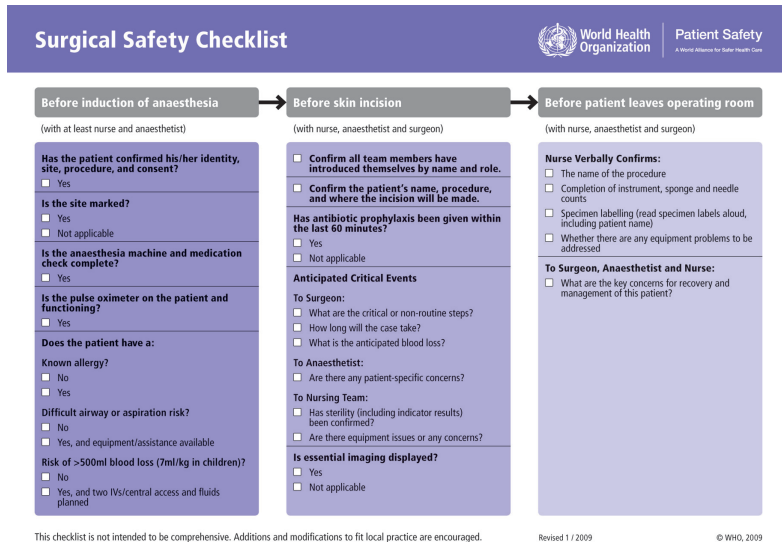 Surgical Safety Checklist
World Health
Organization
Patient Safety
A World Alliance for Safer Health Care
Before induction of anaesthesia
(with at least nurse and anaesthetist)
Has the patient confirmed his/her identity,
site, procedure, and consent?
Yes
Is the site marked?
Yes
Not applicable
Is the anaesthesia machine and medication
check complete?
Yes
Is the pulse oximeter on the patient and
functioning?
Yes
Does the patient have a:
Known allergy?
No
Yes
Difficult airway or aspiration risk?
No
Yes, and equipment/assistance available
Risk of >500ml blood loss (7ml/kg in children)?
No
Yes, and two IVs/central access and fluids
planned
Before skin incision
(with nurse, anaesthetist and surgeon)
Confirm all team members have
introduced themselves by name and role.
Confirm the patient's name, procedure,
and where the incision will be made.
Has antibiotic prophylaxis been given within
the last 60 minutes?
Yes
Not applicable
Anticipated Critical Events
To Surgeon:
What are the critical or non-routine steps?
How long will the case take?
What is the anticipated blood loss?
To Anaesthetist:
Are there any patient-specific concerns?
To Nursing Team:
Has sterility (including indicator results)
been confirmed?
Are there equipment issues or any concerns?
Is essential imaging displayed?
Yes
Not applicable
Before patient leaves operating room
(with nurse, anaesthetist and surgeon)
Nurse Verbally Confirms:
The name of the procedure
Completion of instrument, sponge and needle
counts
Specimen labelling (read specimen labels aloud,
including patient name)
Whether there are any equipment problems to be
addressed
To Surgeon, Anaesthetist and Nurse:
What are the key concerns for recovery and
management of this patient?
This checklist is not intended to be comprehensive. Additions and modifications to fit local practice are encouraged.
Revised 1 / 2009
© WHO, 2009